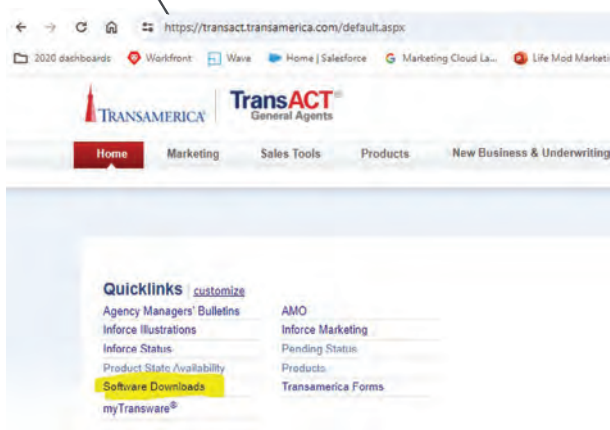 https://transact.transamerica.com/default.aspx
2020 dashboards Workfront Wave Home | Salesforce Marketing Cloud La... Life Mod Marketi
TRANSAMERICA® TransACT®
General Agents
Home Marketing Sales Tools Products New Business & Underwriting
Quicklinks | customize
Agency Managers' Bulletins AMO
Inforce Illustrations Inforce Marketing
Inforce Status Pending Status
Product State Availability Products
Software Downloads Transamerica Forms
myTransware®